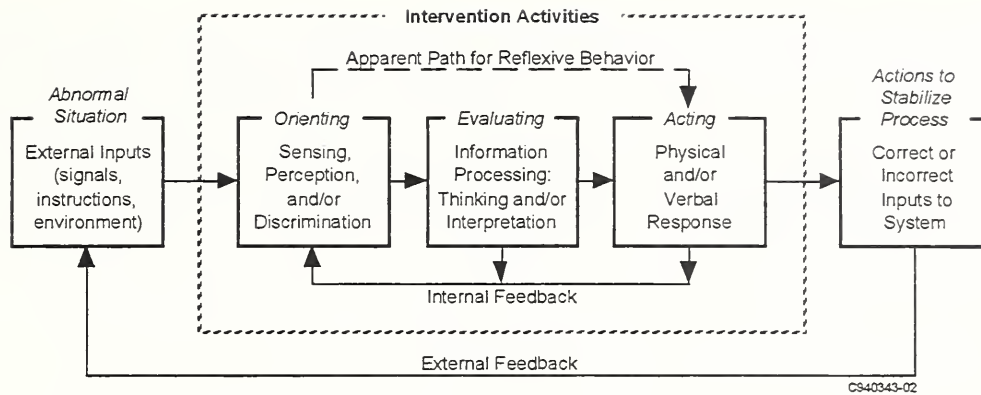 Intervention Activities
Apparent Path for Reflexive Behavior
Abnormal
Situation
External Inputs
(signals,
instructions,
environment)
Orienting
Sensing,
Perception,
and/or
Discrimination
Evaluating
Information
Processing:
Thinking and/or
Interpretation
Acting
Physical
and/or
Verbal
Response
Actions to
Stabilize
Process
Correct or
Incorrect
Inputs to
System
Internal Feedback
External Feedback
C940343-02